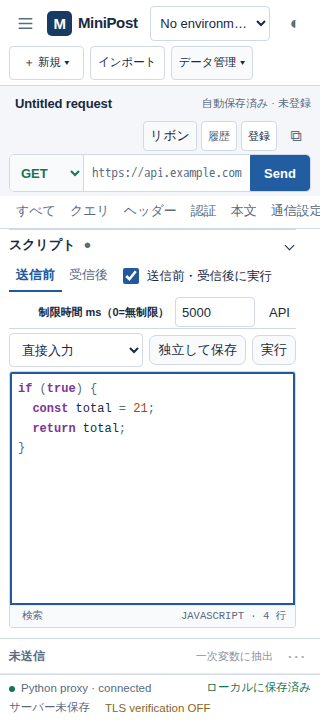 M MiniPost No environm…
＋ 新規 ▾ インポート データ管理 ▾
Untitled request 自動保存済み · 未登録
リボン 履歴 登録
GET https://api.example.com Send
すべて クエリ ヘッダー 認証 本文 通信設定
スクリプト ●
送信前 受信後 送信前・受信後に実行
制限時間 ms（0=無制限） 5000 API
直接入力 独立して保存 実行
if (true) {
const total = 21;
return total;
}
検索 JAVASCRIPT · 4 行
未送信 一次変数に抽出 ···
Python proxy · connected ローカルに保存済み
サーバー未保存 TLS verification OFF